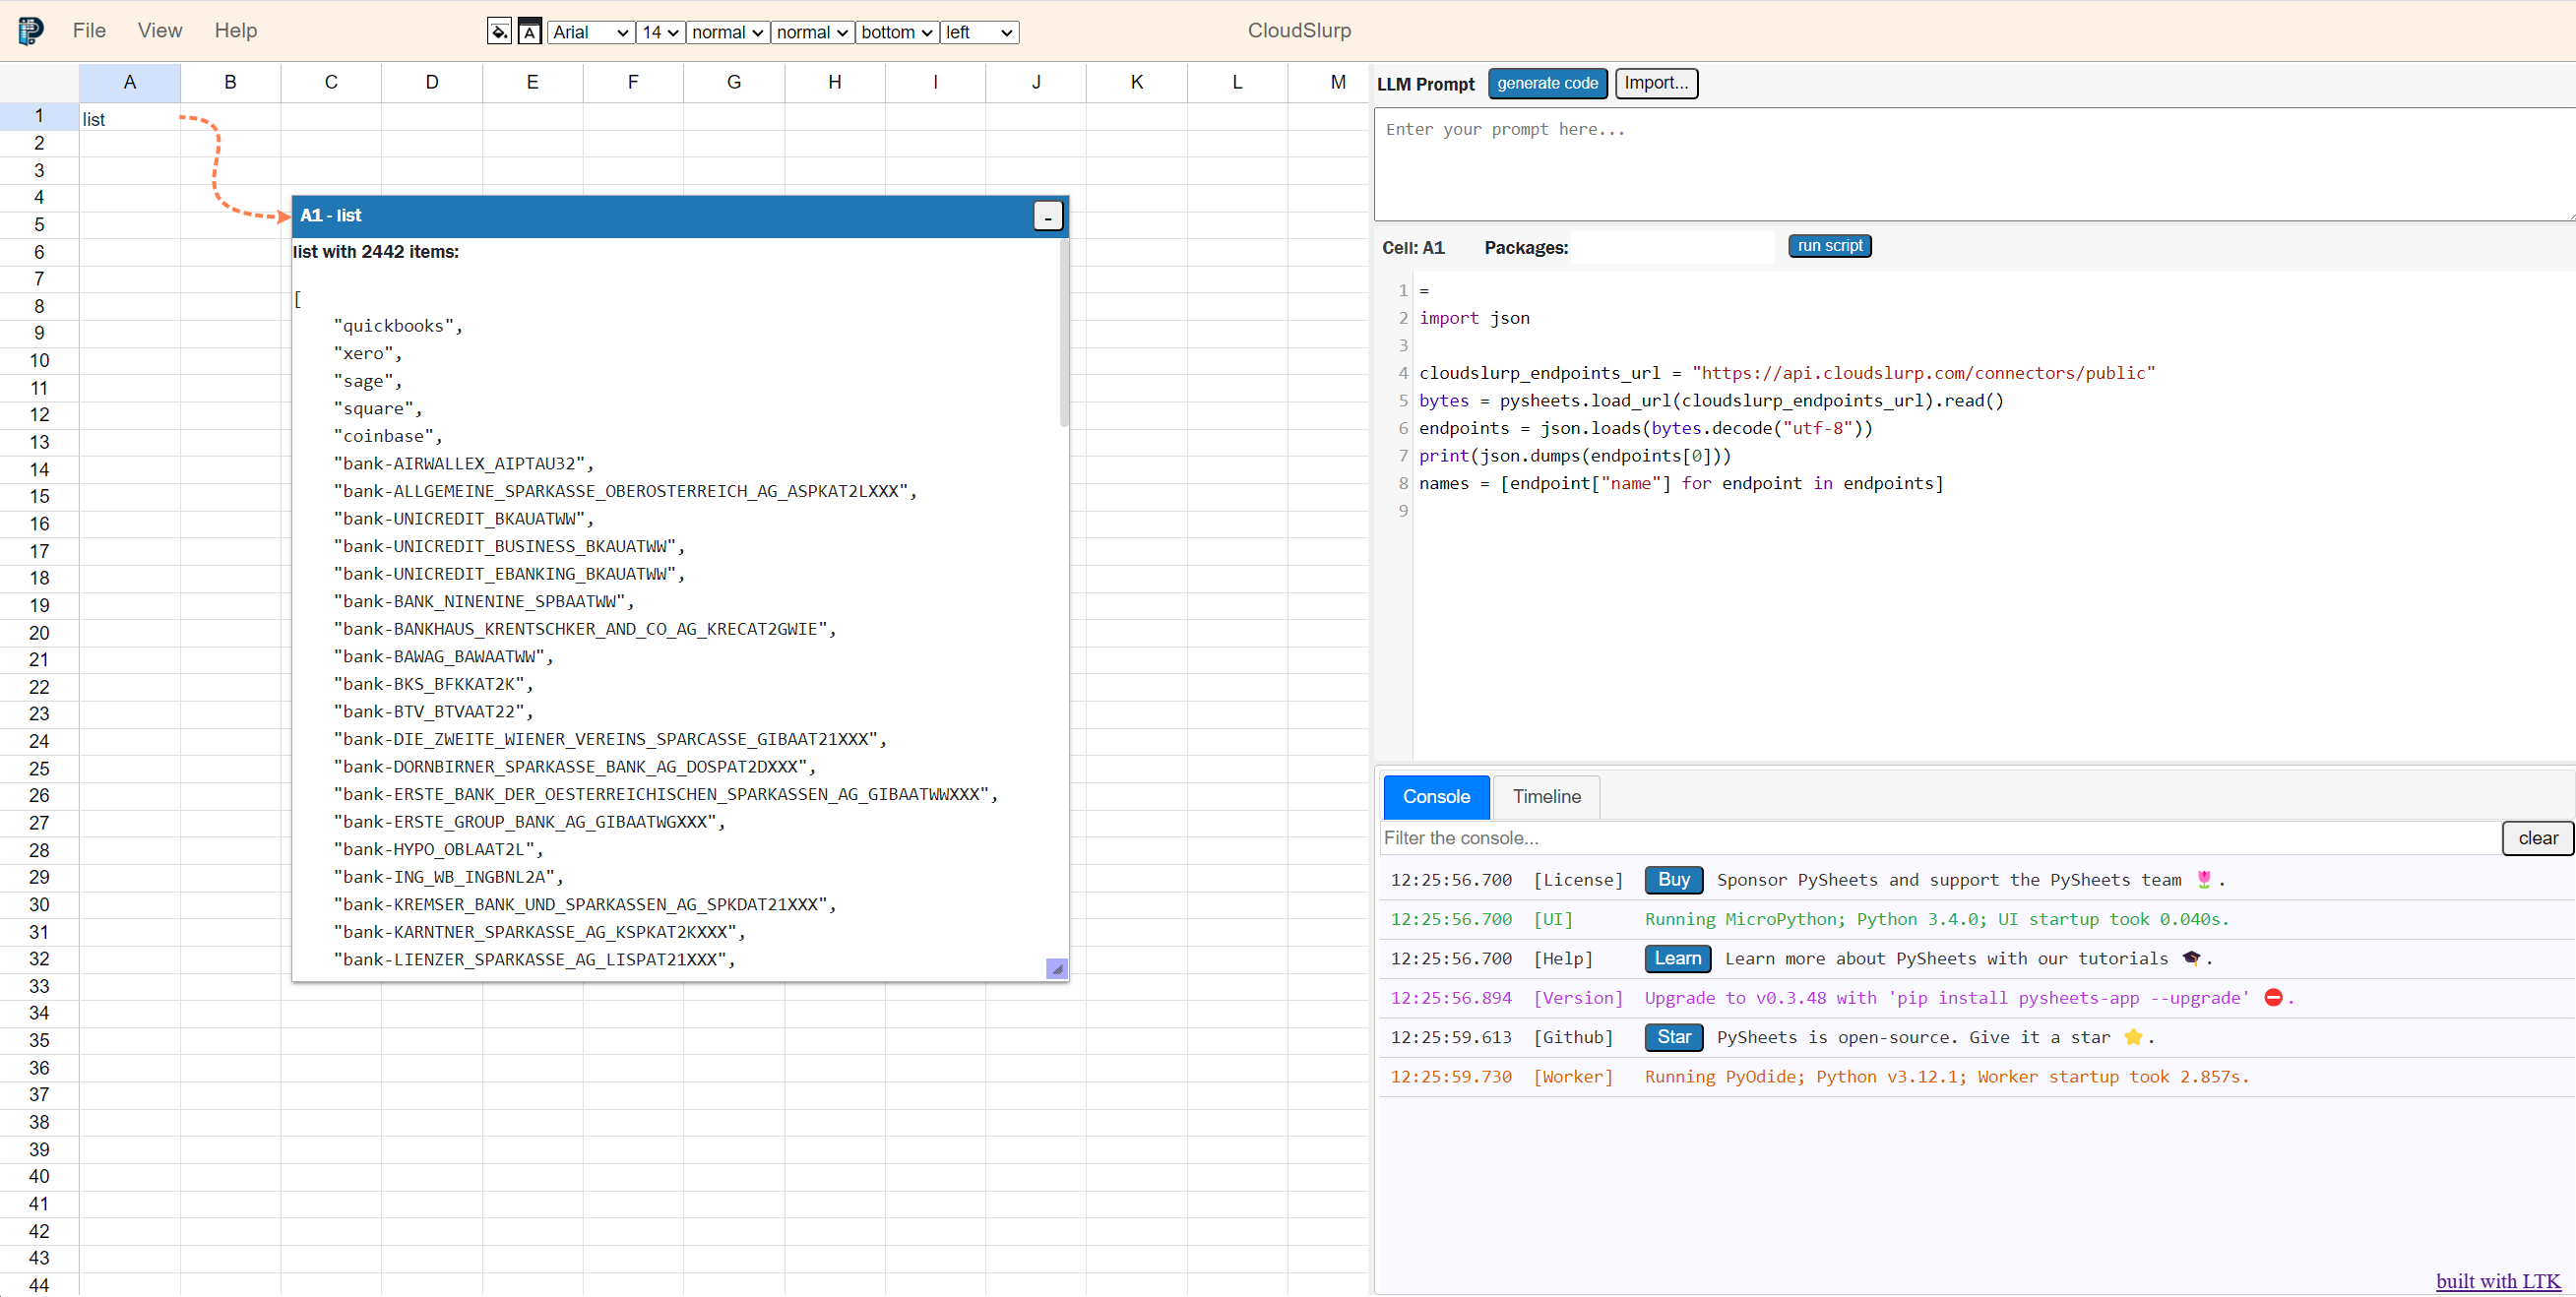 File View Help Arial 14 normal normal bottom left CloudSlurp
A B C D E F G H I J K L M
1 list
2
3
4
5
6
7
8
9
10
11
12
13
14
15
16
17
18
19
20
21
22
23
24
25
26
27
28
29
30
31
32
33
34
35
36
37
38
39
40
41
42
43
44
A1 - list -
list with 2442 items:
[
"quickbooks",
"xero",
"sage",
"square",
"coinbase",
"bank-AIRWALLEX_AIPTAU32",
"bank-ALLGEMEINE_SPARKASSE_OBEROSTERREICH_AG_ASPKAT2LXXX",
"bank-UNICREDIT_BKAUATWW",
"bank-UNICREDIT_BUSINESS_BKAUATWW",
"bank-UNICREDIT_EBANKING_BKAUATWW",
"bank-BANK_NINENINE_SPBAATWW",
"bank-BANKHAUS_KRENTSCHKER_AND_CO_AG_KRECAT2GWIE",
"bank-BAWAG_BAWAATWW",
"bank-BKS_BFKKAT2K",
"bank-BTV_BTVAAT22",
"bank-DIE_ZWEITE_WIENER_VEREINS_SPARCASSE_GIBAAT21XXX",
"bank-DORNBIRNER_SPARKASSE_BANK_AG_DOSPAT2DXXX",
"bank-ERSTE_BANK_DER_OESTERREICHISCHEN_SPARKASSEN_AG_GIBAATWWXXX",
"bank-ERSTE_GROUP_BANK_AG_GIBAATWGXXX",
"bank-HYPO_OBLAAT2L",
"bank-ING_WB_INGBNL2A",
"bank-KREMSER_BANK_UND_SPARKASSEN_AG_SPKDAT21XXX",
"bank-KARNTNER_SPARKASSE_AG_KSPKAT2KXXX",
"bank-LIENZER_SPARKASSE_AG_LISPAT21XXX",
LLM Prompt generate code Import...
Enter your prompt here...
Cell: A1 Packages: run script
1 =
2 import json
3
4 cloudslurp_endpoints_url = "https://api.cloudslurp.com/connectors/public"
5 bytes = pysheets.load_url(cloudslurp_endpoints_url).read()
6 endpoints = json.loads(bytes.decode("utf-8"))
7 print(json.dumps(endpoints[0]))
8 names = [endpoint["name"] for endpoint in endpoints]
9
Console Timeline
Filter the console... clear
12:25:56.700 [License] Buy Sponsor PySheets and support the PySheets team 🌷.
12:25:56.700 [UI] Running MicroPython; Python 3.4.0; UI startup took 0.040s.
12:25:56.700 [Help] Learn Learn more about PySheets with our tutorials 🎓.
12:25:56.894 [Version] Upgrade to v0.3.48 with 'pip install pysheets-app --upgrade' ⛔.
12:25:59.613 [Github] Star PySheets is open-source. Give it a star ⭐.
12:25:59.730 [Worker] Running PyOdide; Python v3.12.1; Worker startup took 2.857s.
built with LTK